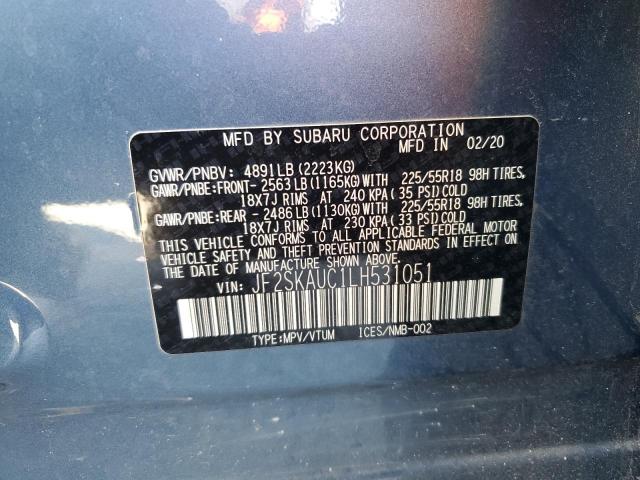 MFD BY SUBARU CORPORATION
MFD IN 02/20
GVWR/PNBV: 4891LB(2223KG)
GAWR/PNBE:FRONT- 2563LB(1165KG)WITH 225/55R18 98H TIRES,
18X7J RIMS AT 240 KPA(35 PSI)COLD
GAWR/PNBE:REAR - 2486LB(1130KG)WITH 225/55R18 98H TIRES,
18X7J RIMS AT 230 KPA(33 PSI)COLD
THIS VEHICLE CONFORMS TO ALL APPLICABLE FEDERAL MOTOR
VEHICLE SAFETY AND THEFT PREVENTION STANDARDS IN EFFECT
ON THE DATE OF MANUFACTURE SHOWN ABOVE.
VIN: JF2SKAUC1LH531051
TYPE:MPV/VTUM ICES/NMB-002